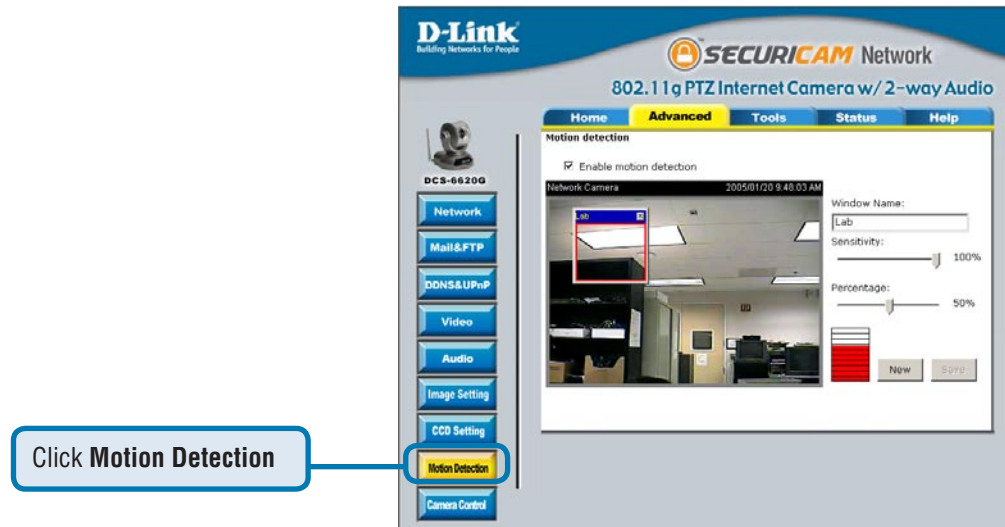 D-Link
Building Networks for People
SECURICAM Network
802.11g PTZ Internet Camera w/ 2-way Audio
Home Advanced Tools Status Help
DCS-6620G
Network
Mail&FTP
DDNS&UPnP
Video
Audio
Image Setting
CCD Setting
Motion Detection
Camera Control
Motion detection
Enable motion detection
Network Camera 2005/01/20 9:48:03 AM
Lab
Window Name:
Lab
Sensitivity:
100%
Percentage:
50%
New Save
Click Motion Detection